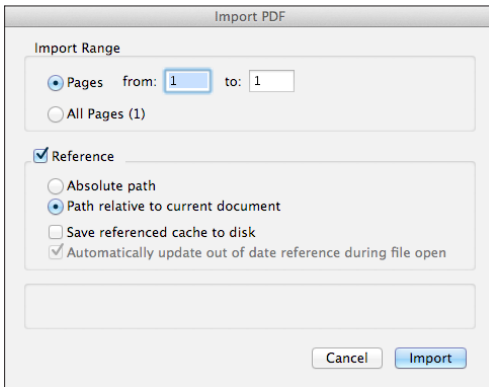 Import PDF
Import Range
Pages from: 1 to: 1
All Pages (1)
Reference
Absolute path
Path relative to current document
Save referenced cache to disk
Automatically update out of date reference during file open
Cancel Import